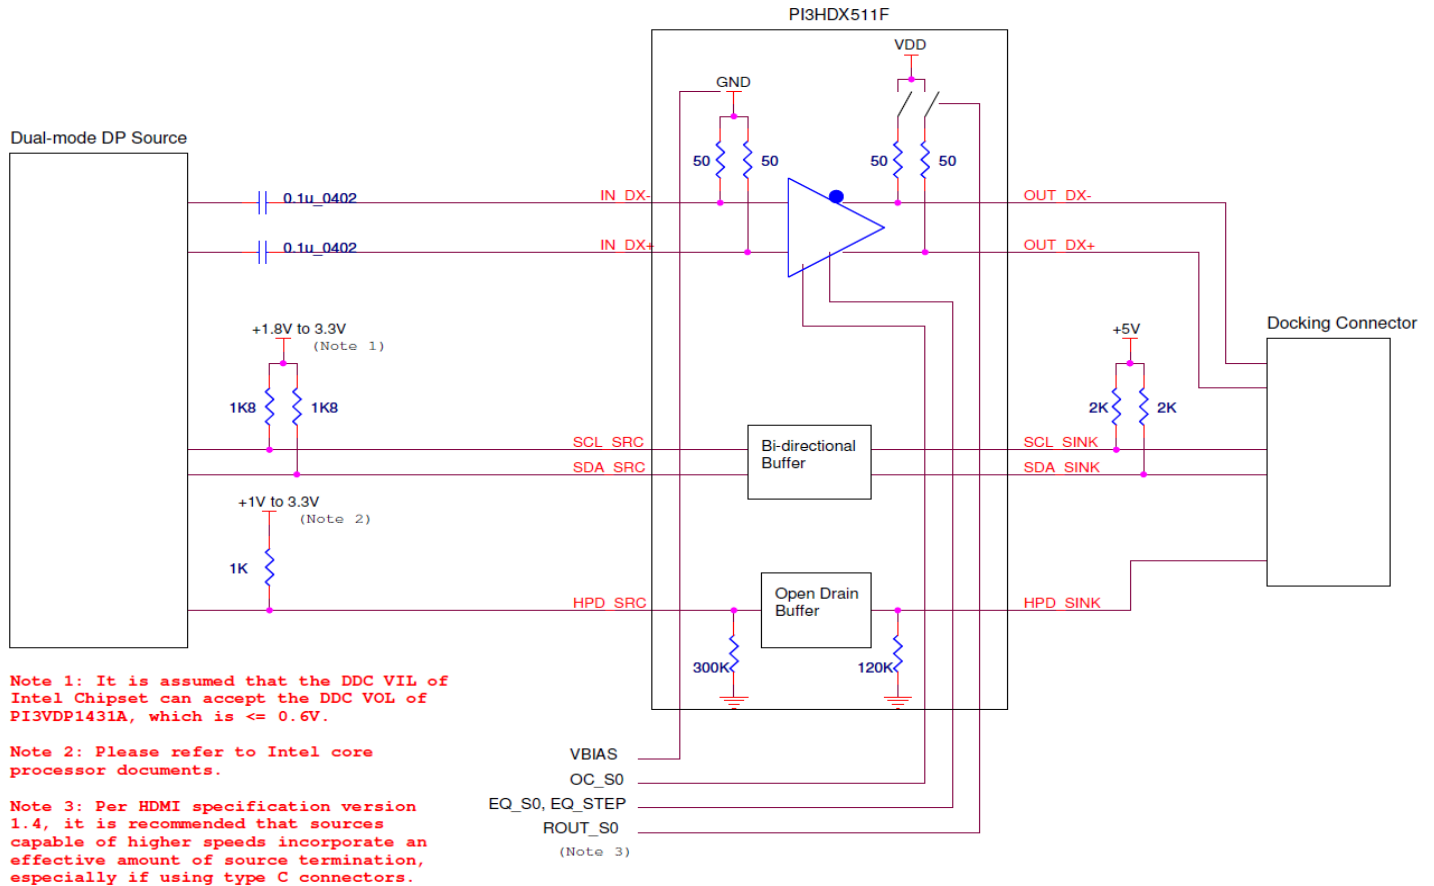 PI3HDX511F
VDD
GND
Dual-mode DP Source
50
50
50
50
0.1u_0402
IN_DX-
OUT_DX-
0.1u_0402
IN_DX+
OUT_DX+
+1.8V to 3.3V
(Note 1)
+5V
Docking Connector
1K8
1K8
2K
2K
SCL_SRC
Bi-directional
Buffer
SCL_SINK
SDA_SRC
SDA_SINK
+1V to 3.3V
(Note 2)
1K
HPD_SRC
Open Drain
Buffer
HPD_SINK
300K
120K
Note 1: It is assumed that the DDC VIL of
Intel Chipset can accept the DDC VOL of
PI3VDP1431A, which is <= 0.6V.
Note 2: Please refer to Intel core
processor documents.
Note 3: Per HDMI specification version
1.4, it is recommended that sources
capable of higher speeds incorporate an
effective amount of source termination,
especially if using type C connectors.
VBIAS
OC_S0
EQ_S0, EQ_STEP
ROUT_S0
(Note 3)